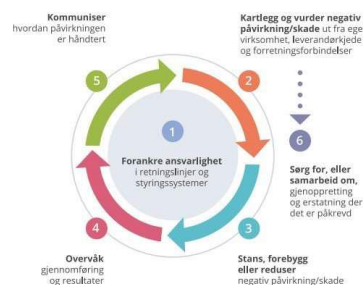 Kommuniser
hvordan påvirkningen
er håndtert
5
Kartlegg og vurder negativ
påvirkning/skade ut fra ege
virksomhet, leverandørkjede
og forretningsforbindelser
2
1
Forankre ansvarlighet
i retningslinjer og
styringssystemer
6
Sørg for, eller
samarbeid om,
gjenoppretting
og erstatning der
det er påkrevd
4
Overvåk
gjennomføring
og resultater
3
Stans, forebygg
eller reduser
negativ påvirkning/skade